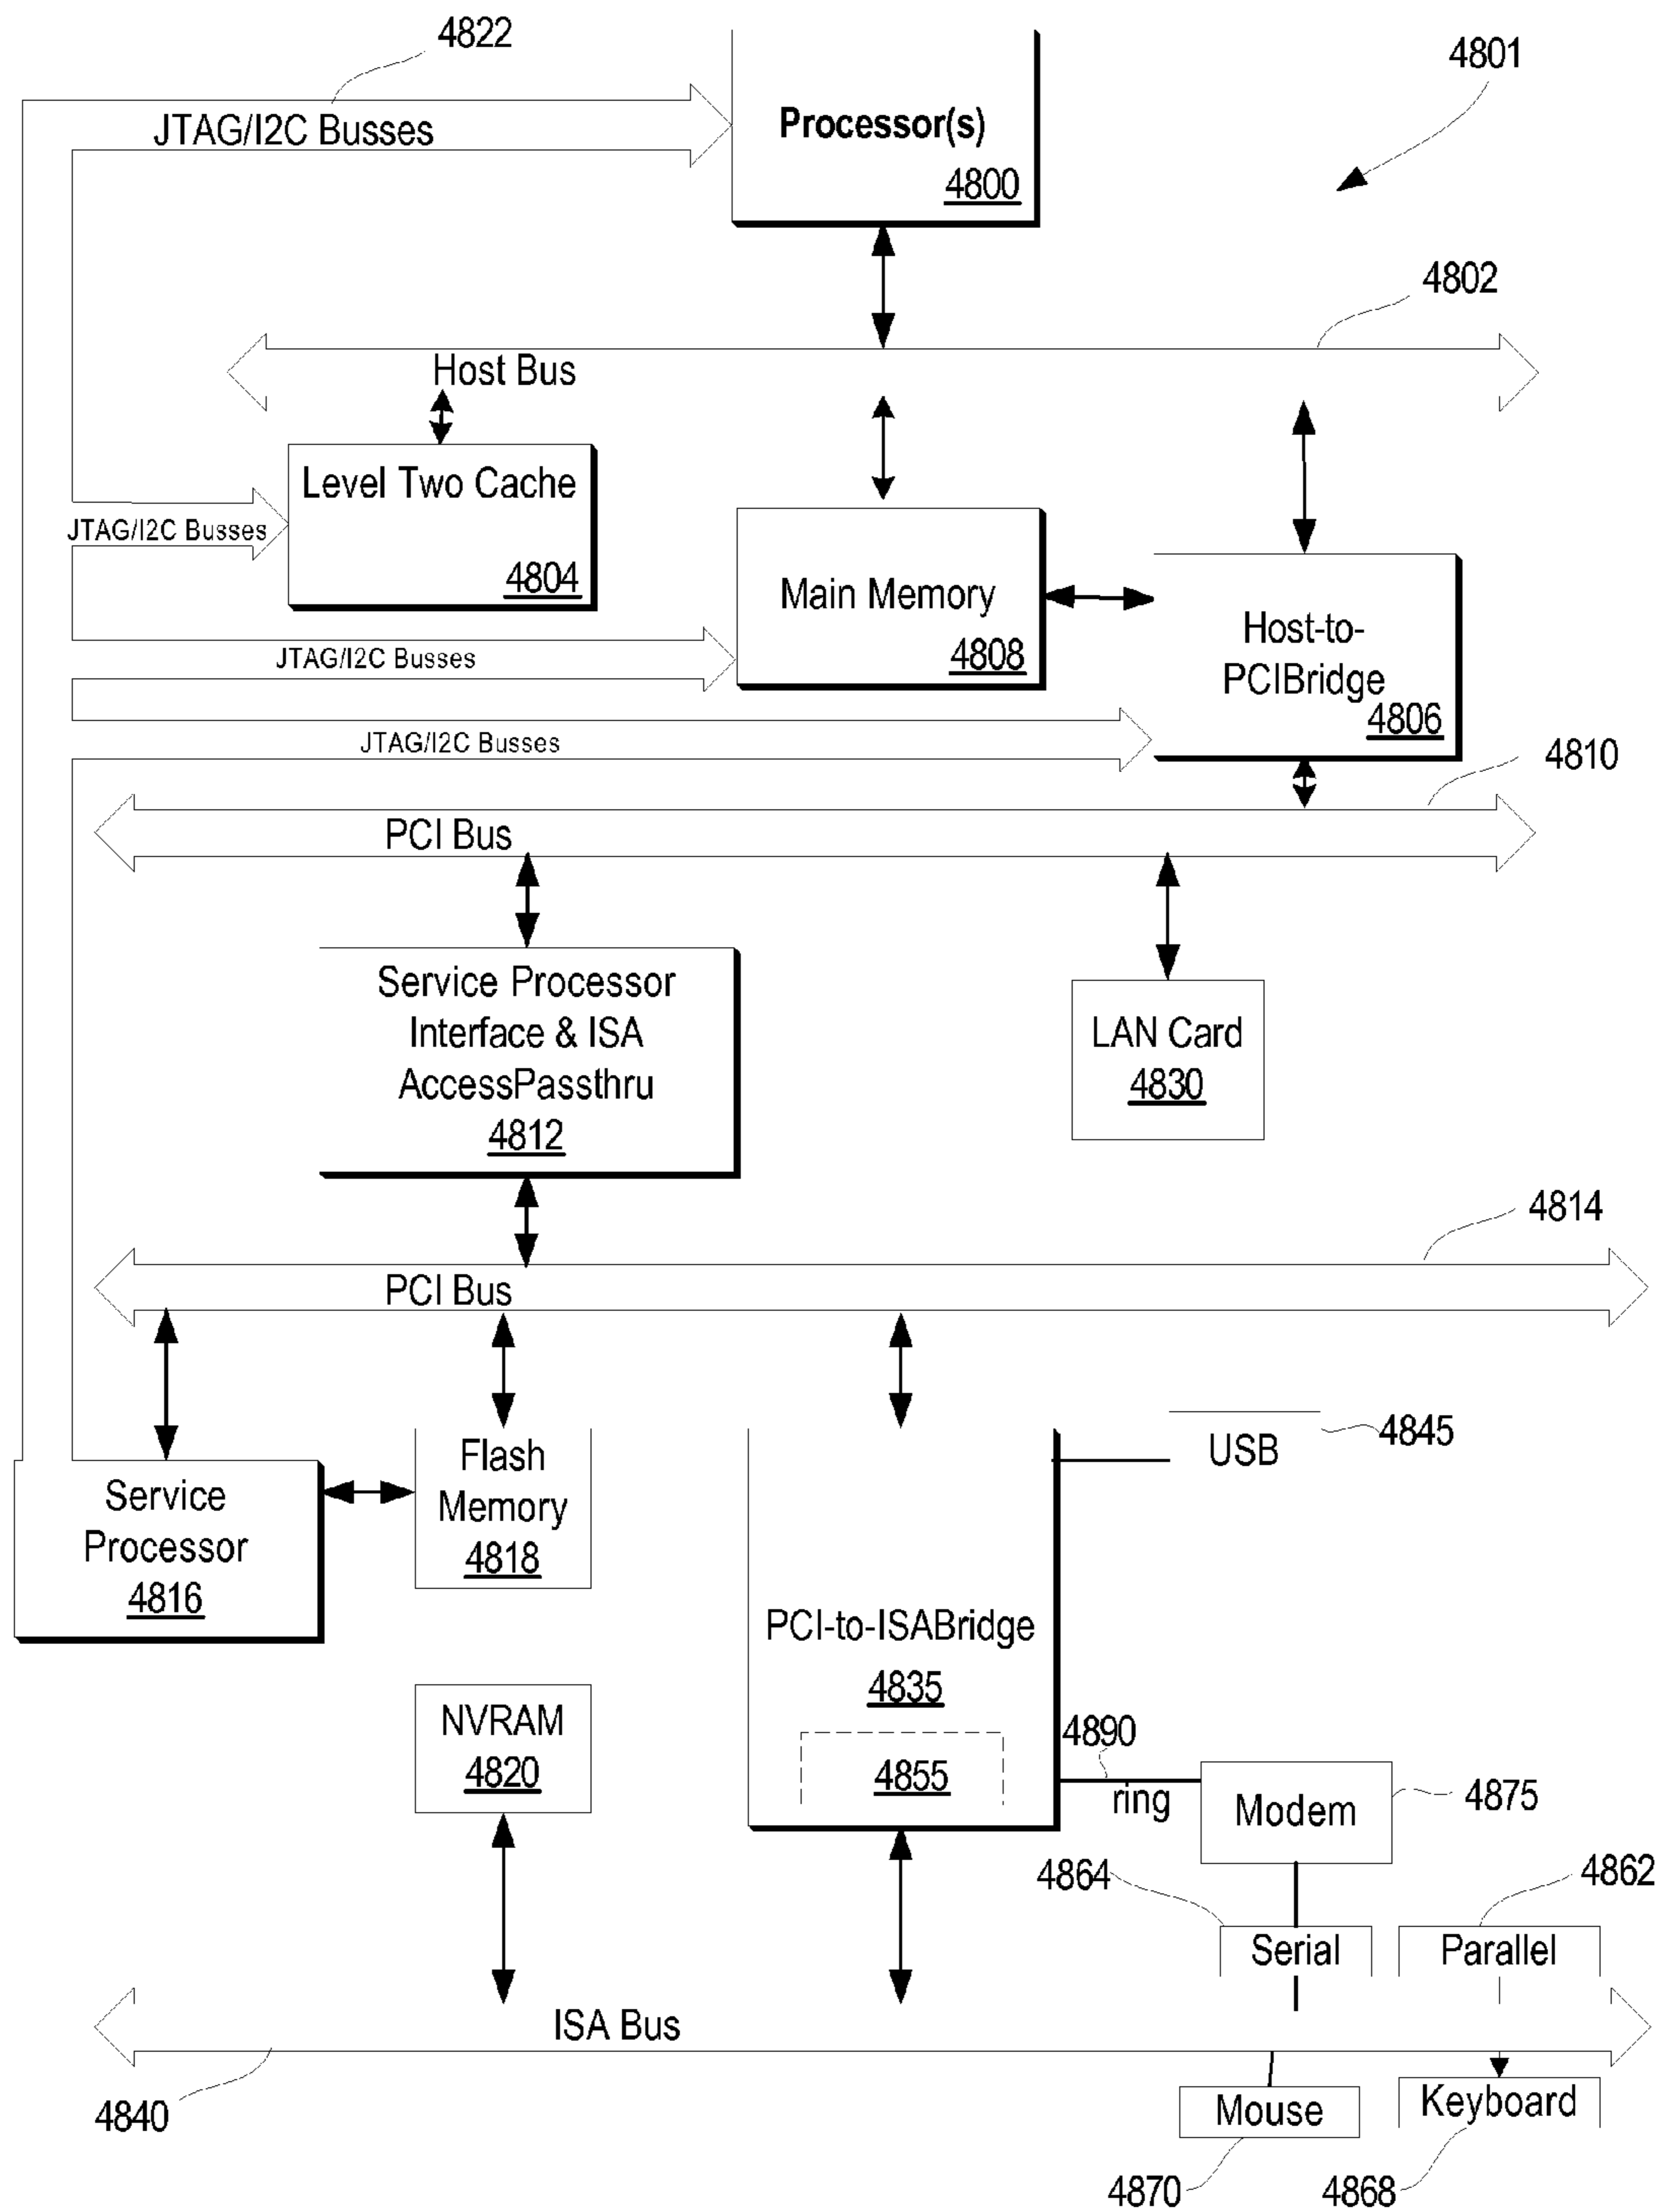 4822
4801
JTAG/I2C Busses
Processor(s)
4800
4802
Host Bus
Level Two Cache
4804
JTAG/I2C Busses
Main Memory
4808
JTAG/I2C Busses
Host-to-
PCIBridge
4806
JTAG/I2C Busses
4810
PCI Bus
Service Processor
Interface & ISA
AccessPassthru
4812
LAN Card
4830
4814
PCI Bus
Service
Processor
4816
Flash
Memory
4818
USB
4845
PCI-to-ISABridge
4835
4855
NVRAM
4820
4890
ring
Modem
4875
4864
4862
Serial
Parallel
ISA Bus
4840
Mouse
Keyboard
4870
4868